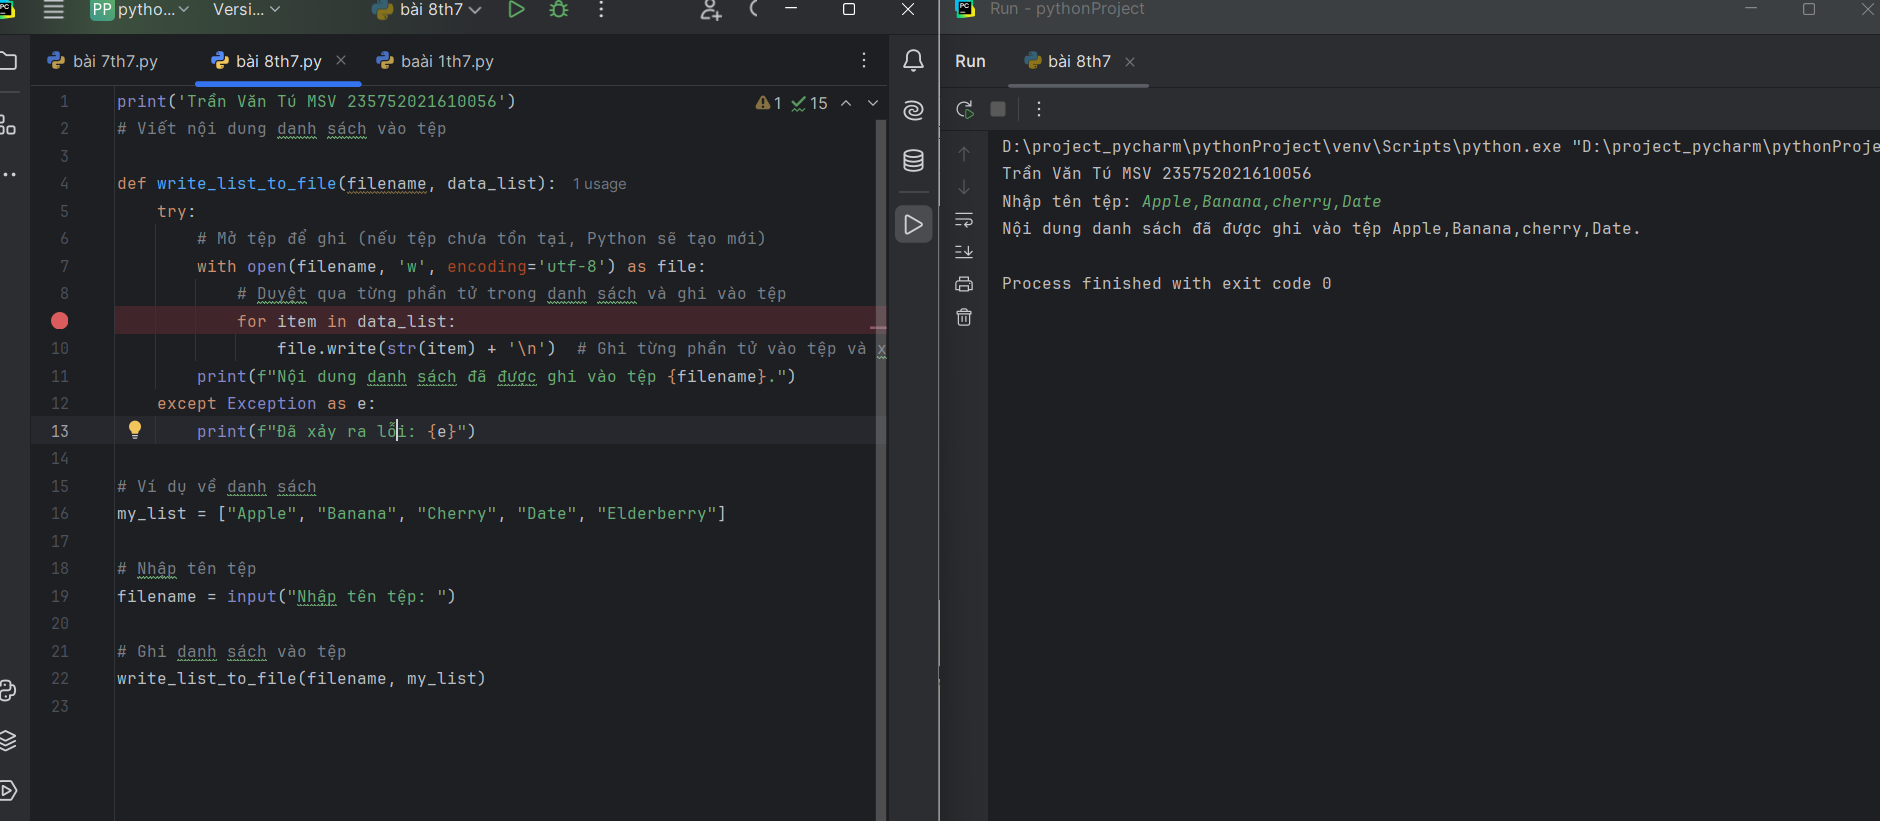 PP pytho...
Versi...
bài 8th7
bài 7th7.py
bài 8th7.py
baài 1th7.py
1 print('Trần Văn Tú MSV 235752021610056')
1 15
2 # Viết nội dung danh sách vào tệp
3
4 def write_list_to_file(filename, data_list): 1 usage
5 try:
6 # Mở tệp để ghi (nếu tệp chưa tồn tại, Python sẽ tạo mới)
7 with open(filename, 'w', encoding='utf-8') as file:
8 # Duyệt qua từng phần tử trong danh sách và ghi vào tệp
for item in data_list:
10 file.write(str(item) + '\n') # Ghi từng phần tử vào tệp và x
11 print(f"Nội dung danh sách đã được ghi vào tệp {filename}.")
12 except Exception as e:
13 print(f"Đã xảy ra lỗi: {e}")
14
15 # Ví dụ về danh sách
16 my_list = ["Apple", "Banana", "Cherry", "Date", "Elderberry"]
17
18 # Nhập tên tệp
19 filename = input("Nhập tên tệp: ")
20
21 # Ghi danh sách vào tệp
22 write_list_to_file(filename, my_list)
23
PC Run - pythonProject
Run
bài 8th7
D:\project_pycharm\pythonProject\venv\Scripts\python.exe "D:\project_pycharm\pythonProje
Trần Văn Tú MSV 235752021610056
Nhập tên tệp: Apple,Banana,cherry,Date
Nội dung danh sách đã được ghi vào tệp Apple,Banana,cherry,Date.
Process finished with exit code 0